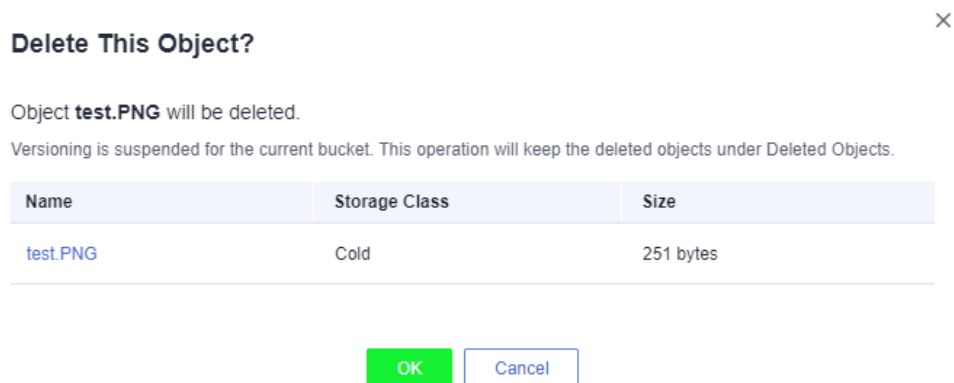 Delete This Object?
Object test.PNG will be deleted.
Versioning is suspended for the current bucket. This operation will keep the deleted objects under Deleted Objects.
Name Storage Class Size
test.PNG Cold 251 bytes
OK Cancel